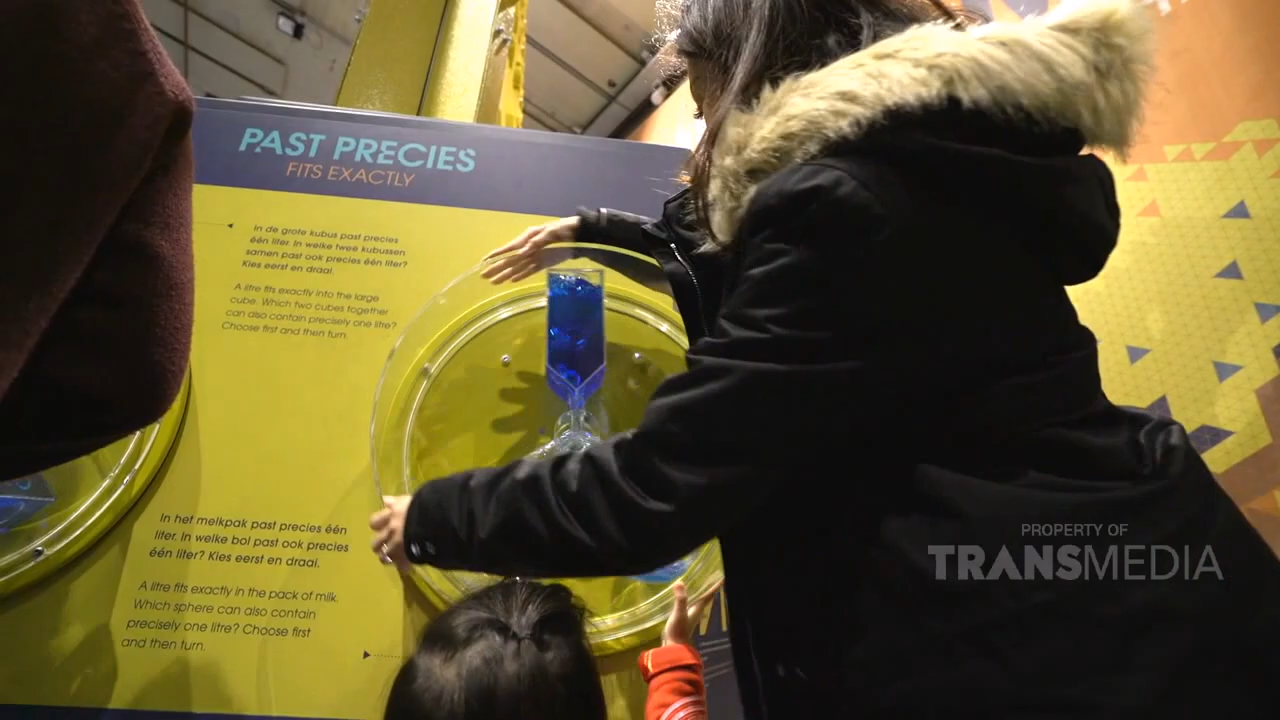 PAST PRECIES
FITS EXACTLY
In de grote kubus past precies
één liter. In welke twee kubussen
samen past ook precies één liter?
Kies eerst en draai.
A litre fits exactly into the large
cube. Which two cubes together
can also contain precisely one litre?
Choose first and then turn.
In het melkpak past precies één
liter. In welke bol past ook precies
één liter? Kies eerst en draai.
A litre fits exactly in the pack of milk.
Which sphere can also contain
precisely one litre? Choose first
and then turn.
PROPERTY OF
TRANSMEDIA